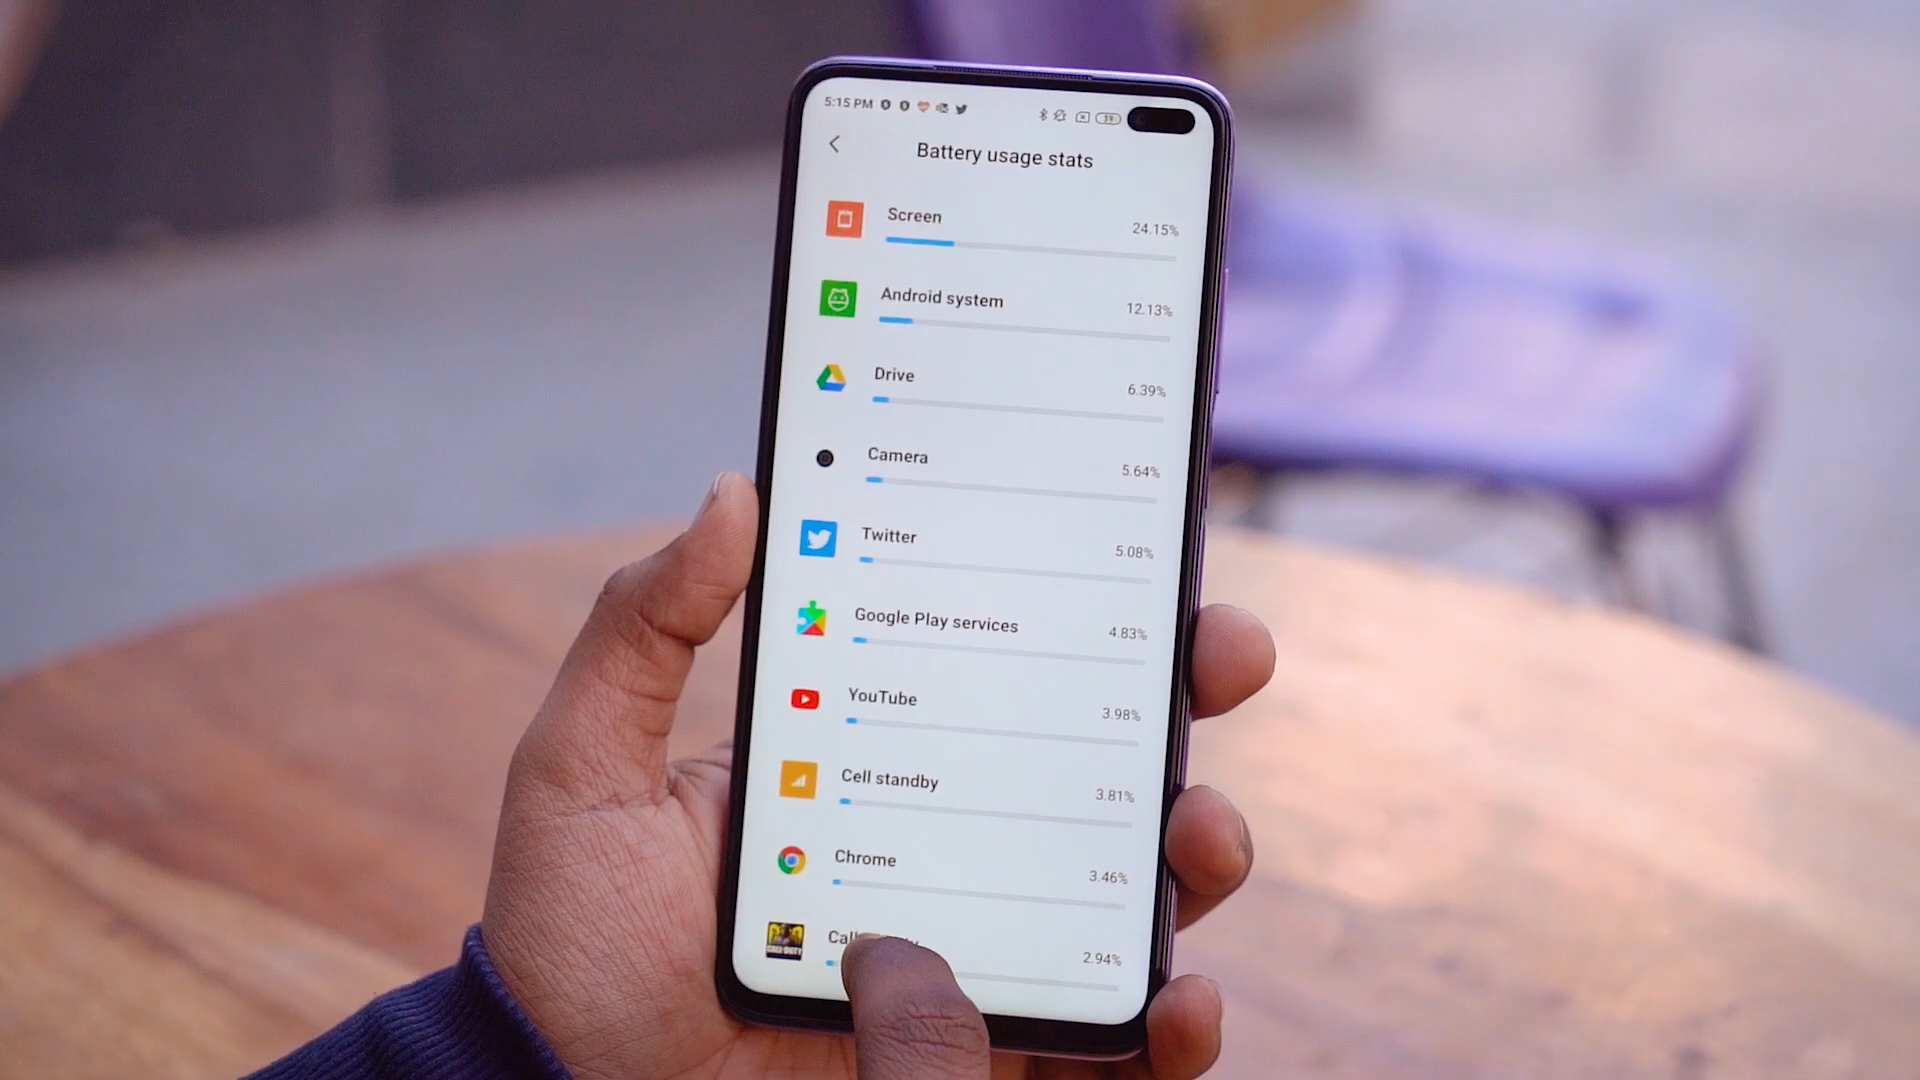 5:15 PM
Battery usage stats
Screen
24.15%
Android system
12.13%
Drive
6.39%
Camera
5.64%
Twitter
5.08%
Google Play services
4.83%
YouTube
3.98%
Cell standby
3.81%
Chrome
3.46%
2.94%